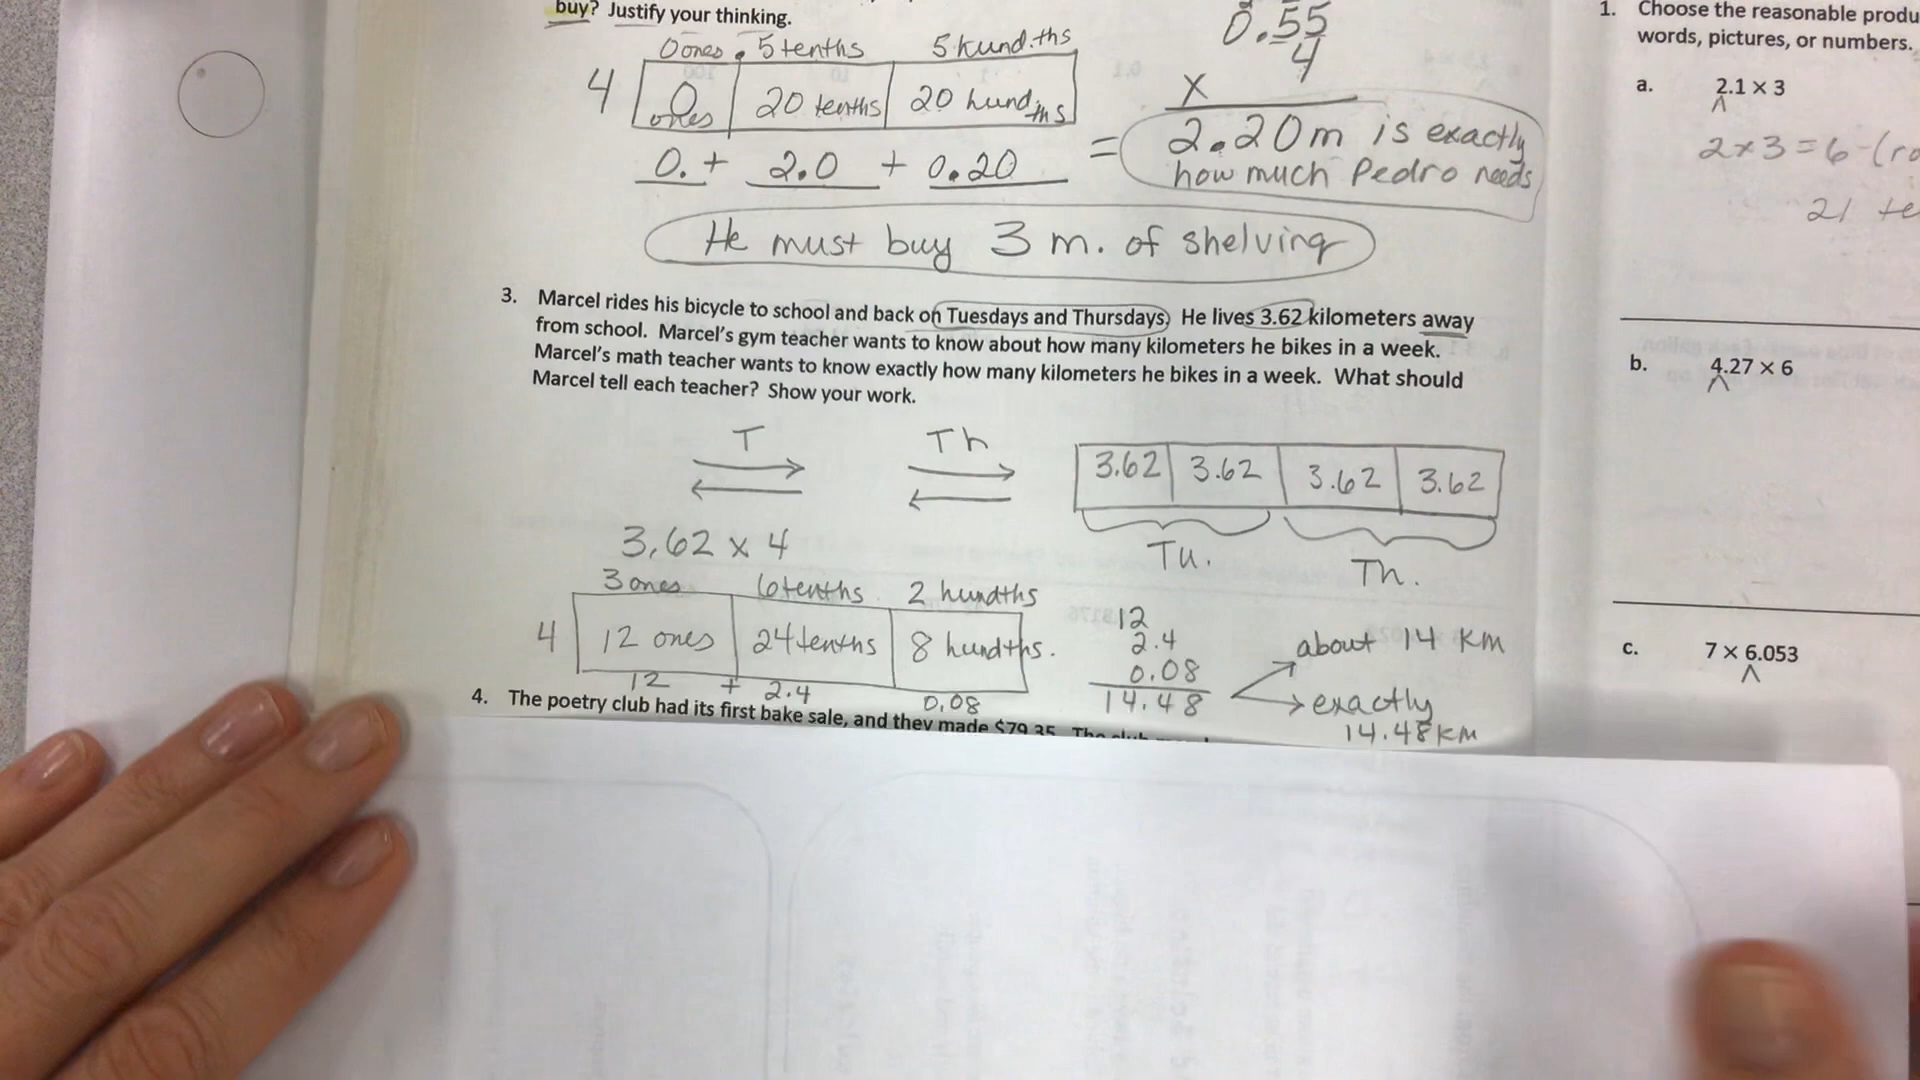 buy? Justify your thinking.
0 ones . 5 tenths 5 hund.ths
4 0 ones 20 tenths 20 hund ths
0. + 2.0 + 0.20
0.55
x 4
= 2.20m is exactly
how much Pedro needs
He must buy 3 m. of shelving
3. Marcel rides his bicycle to school and back on Tuesdays and Thursdays. He lives 3.62 kilometers away
from school. Marcel's gym teacher wants to know about how many kilometers he bikes in a week.
Marcel's math teacher wants to know exactly how many kilometers he bikes in a week. What should
Marcel tell each teacher? Show your work.
T Th
3.62 3.62 3.62 3.62
Tu. Th.
3.62 x 4
3 ones 6 tenths 2 hundths
4 12 ones 24 tenths 8 hundths.
12 + 2.4 0.08
12
2.4
0.08
14.48
about 14 km
exactly
14.48 km
4. The poetry club had its first bake sale, and they made $79.35. The club
1. Choose the reasonable produ
words, pictures, or numbers.
a. 2.1 × 3
2 x 3 = 6
21 te
b. 4.27 × 6
c. 7 × 6.053